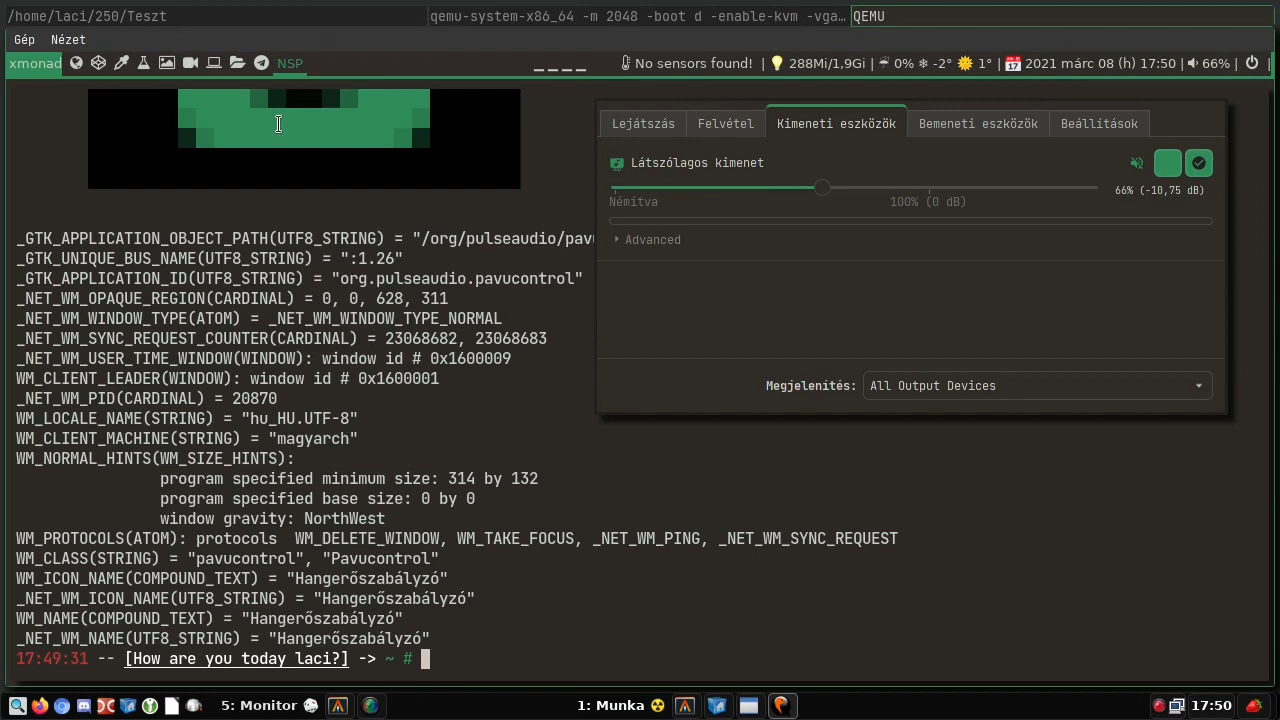 /home/laci/250/Teszt
qemu-system-x86_64 -m 2048 -boot d -enable-kvm -vga…
QEMU
Gép Nézet
xmonad NSP No sensors found! | 288Mi/1,9Gi | 0% -2° 1° | 2021 márc 08 (h) 17:50 | 66% |
Lejátszás Felvétel Kimeneti eszközök Bemeneti eszközök Beállítások
Látszólagos kimenet
66% (-10,75 dB)
Némítva 100% (0 dB)
Advanced
Megjelenítés: All Output Devices
_GTK_APPLICATION_OBJECT_PATH(UTF8_STRING) = "/org/pulseaudio/pavu
_GTK_UNIQUE_BUS_NAME(UTF8_STRING) = ":1.26"
_GTK_APPLICATION_ID(UTF8_STRING) = "org.pulseaudio.pavucontrol"
_NET_WM_OPAQUE_REGION(CARDINAL) = 0, 0, 628, 311
_NET_WM_WINDOW_TYPE(ATOM) = _NET_WM_WINDOW_TYPE_NORMAL
_NET_WM_SYNC_REQUEST_COUNTER(CARDINAL) = 23068682, 23068683
_NET_WM_USER_TIME_WINDOW(WINDOW): window id # 0x1600009
WM_CLIENT_LEADER(WINDOW): window id # 0x1600001
_NET_WM_PID(CARDINAL) = 20870
WM_LOCALE_NAME(STRING) = "hu_HU.UTF-8"
WM_CLIENT_MACHINE(STRING) = "magyarch"
WM_NORMAL_HINTS(WM_SIZE_HINTS):
program specified minimum size: 314 by 132
program specified base size: 0 by 0
window gravity: NorthWest
WM_PROTOCOLS(ATOM): protocols  WM_DELETE_WINDOW, WM_TAKE_FOCUS, _NET_WM_PING, _NET_WM_SYNC_REQUEST
WM_CLASS(STRING) = "pavucontrol", "Pavucontrol"
WM_ICON_NAME(COMPOUND_TEXT) = "Hangerőszabályzó"
_NET_WM_ICON_NAME(UTF8_STRING) = "Hangerőszabályzó"
WM_NAME(COMPOUND_TEXT) = "Hangerőszabályzó"
_NET_WM_NAME(UTF8_STRING) = "Hangerőszabályzó"
17:49:31 -- [How are you today laci?] -> ~ #
5: Monitor 1: Munka 17:50